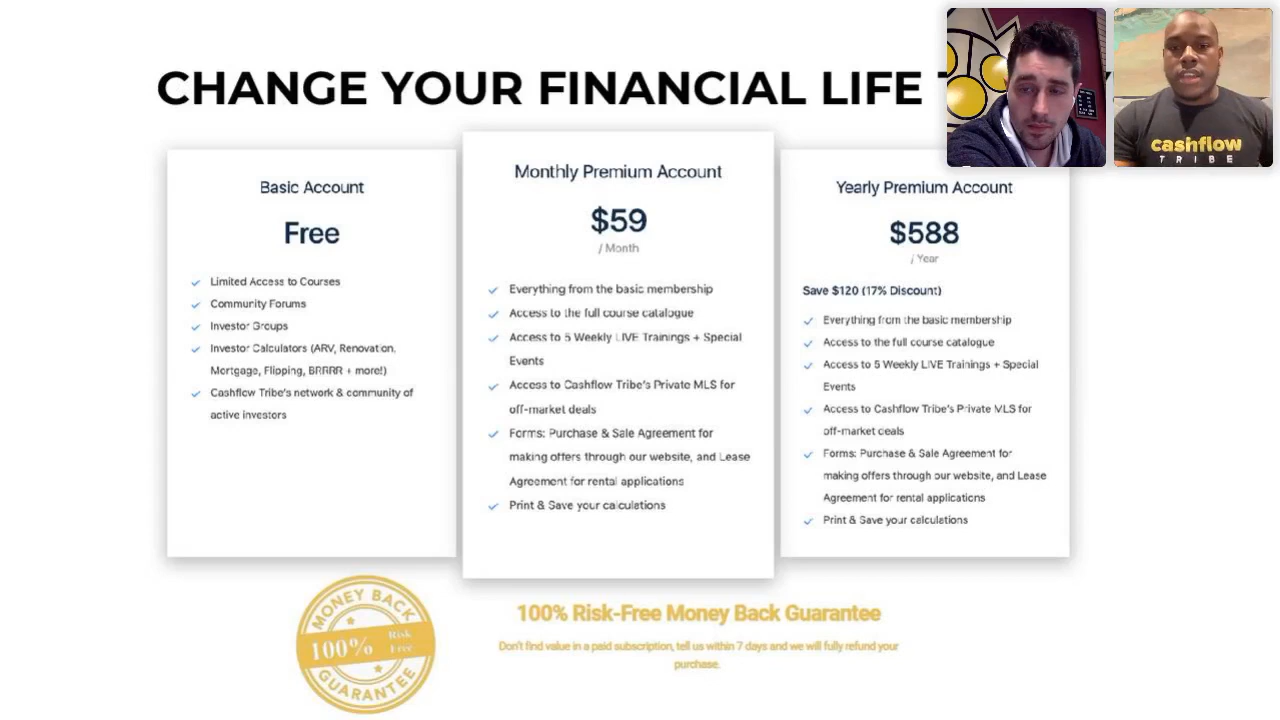 CHANGE YOUR FINANCIAL LIFE
cashflow
TRIBE
Basic Account
Free
Limited Access to Courses
Community Forums
Investor Groups
Investor Calculators (ARV, Renovation,
Mortgage, Flipping, BRRRR + more!)
Cashflow Tribe's network & community of
active investors
Monthly Premium Account
$59
/ Month
Everything from the basic membership
Access to the full course catalogue
Access to 5 Weekly LIVE Trainings + Special
Events
Access to Cashflow Tribe's Private MLS for
off-market deals
Forms: Purchase & Sale Agreement for
making offers through our website, and Lease
Agreement for rental applications
Print & Save your calculations
Yearly Premium Account
$588
/ Year
Save $120 (17% Discount)
Everything from the basic membership
Access to the full course catalogue
Access to 5 Weekly LIVE Trainings + Special
Events
Access to Cashflow Tribe's Private MLS for
off-market deals
Forms: Purchase & Sale Agreement for
making offers through our website, and Lease
Agreement for rental applications
Print & Save your calculations
MONEY BACK
100% Risk
Free
GUARANTEE
100% Risk-Free Money Back Guarantee
Don't find value in a paid subscription, tell us within 7 days and we will fully refund your
purchase.